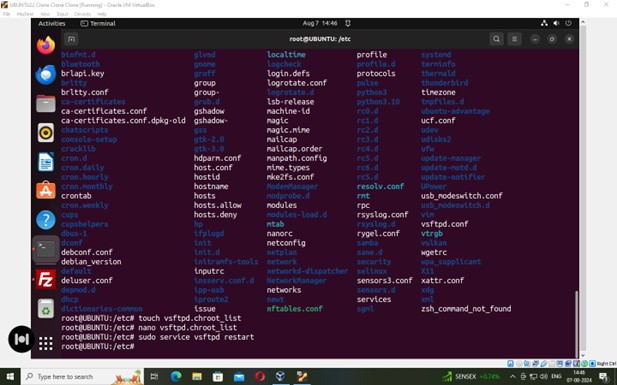 UBUNTU22 Clone Clone Clone [Running] - Oracle VM VirtualBox
File Machine View Input Devices Help
Activities Terminal Aug 7 14:46
root@UBUNTU: /etc
binfmt.d glvnd localtime profile systemd
bluetooth gnome logcheck profile.d terminfo
brlapi.key groff login.defs protocols thermald
brltty group logrotate.conf pulse thunderbird
brltty.conf group- logrotate.d python3 timezone
ca-certificates grub.d lsb-release python3.10 tmpfiles.d
ca-certificates.conf gshadow machine-id rc0.d ubuntu-advantage
ca-certificates.conf.dpkg-old gshadow- magic rc1.d ucf.conf
chatscripts gss magic.mime rc2.d udev
console-setup gtk-2.0 mailcap rc3.d udisks2
cracklib gtk-3.0 mailcap.order rc4.d ufw
cron.d hdparm.conf manpath.config rc5.d update-manager
cron.daily host.conf mime.types rc6.d update-motd.d
cron.hourly hostid mke2fs.conf rcS.d update-notifier
cron.monthly hostname ModemManager resolv.conf UPower
crontab hosts modprobe.d rmt usb_modeswitch.conf
cron.weekly hosts.allow modules rpc usb_modeswitch.d
cups hosts.deny modules-load.d rsyslog.conf vim
cupshelpers hp mtab rsyslog.d vsftpd.conf
dbus-1 ifplugd nanorc rygel.conf vtrgb
dconf init netconfig samba vulkan
debconf.conf init.d netplan sane.d wgetrc
debian_version initramfs-tools network security wpa_supplicant
default inputrc networkd-dispatcher selinux X11
deluser.conf insserv.conf.d NetworkManager sensors3.conf xattr.conf
depmod.d ipp-usb networks sensors.d xdg
dhcp iproute2 newt services xml
dictionaries-common issue nftables.conf sgml zsh_command_not_found
root@UBUNTU:/etc# touch vsftpd.chroot_list
root@UBUNTU:/etc# nano vsftpd.chroot_list
root@UBUNTU:/etc# sudo service vsftpd restart
root@UBUNTU:/etc#
Right Ctrl
Type here to search SENSEX +0.74% ENG 14:46
07-08-2024